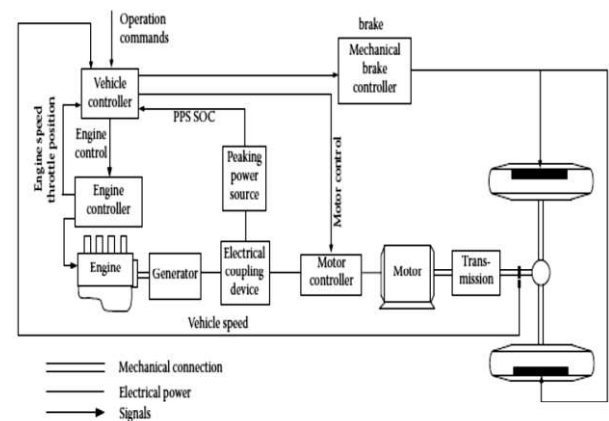 Operation
commands
brake
Vehicle
controller
Mechanical
brake
controller
PPS SOC
Engine speed
throttle position
Engine
control
Motor control
Peaking
power
source
Engine
controller
Engine
Generator
Electrical
coupling
device
Motor
controller
Motor
Trans-
mission
Vehicle speed
Mechanical connection
Electrical power
Signals